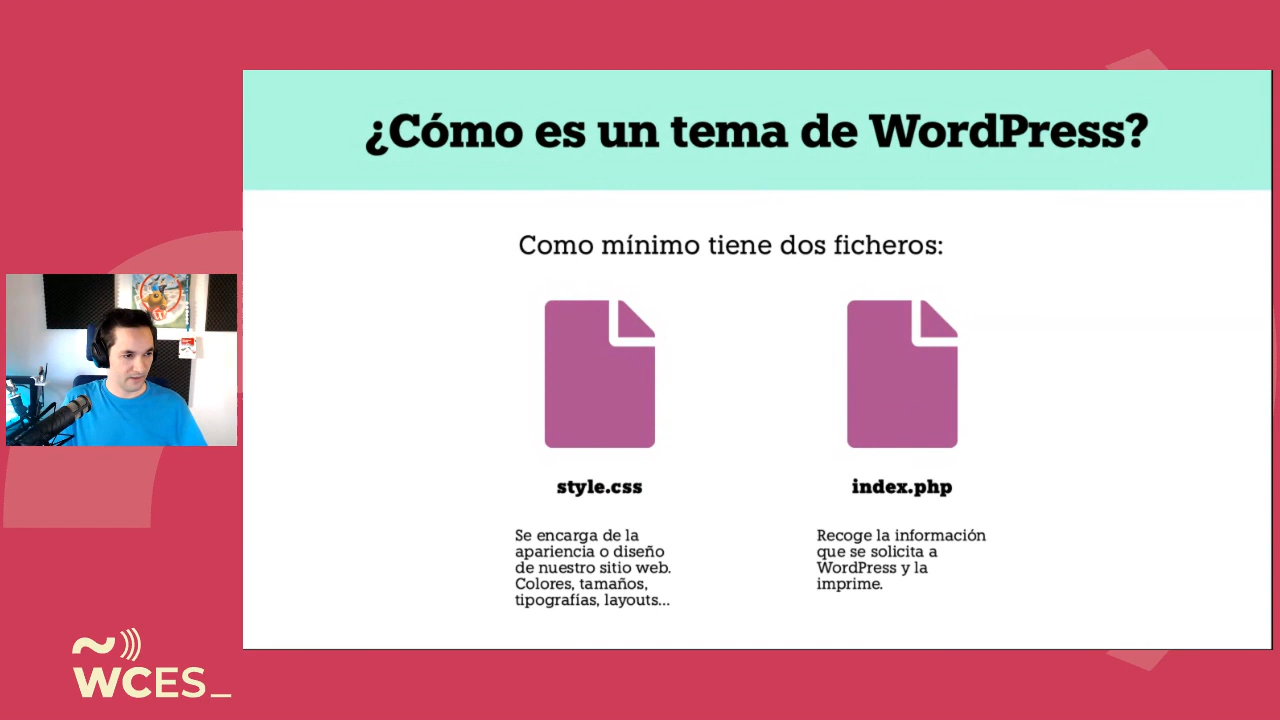 ¿Cómo es un tema de WordPress?
Como mínimo tiene dos ficheros:
style.css
Se encarga de la
apariencia o diseño
de nuestro sitio web.
Colores, tamaños,
tipografías, layouts...
index.php
Recoge la información
que se solicita a
WordPress y la
imprime.
WCES_